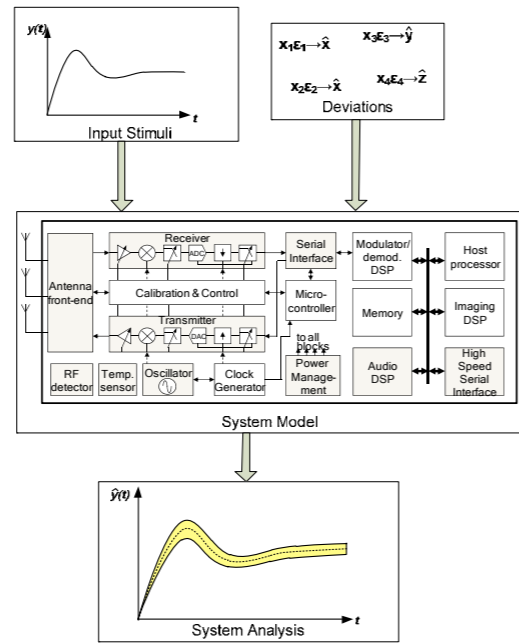 y(t)
t
Input Stimuli
x₁ε₁→x̂
x₃ε₃→ŷ
x₂ε₂→x̂
x₄ε₄→ẑ
Deviations
Receiver
ADC
Antenna
front-end
Calibration & Control
Transmitter
DAC
RF
detector
Temp.
sensor
Oscillator
Clock
Generator
Serial
Interface
Micro-
controller
to all
blocks
Power
Manage-
ment
Modulator/
demod.
DSP
Memory
Audio
DSP
Host
processor
Imaging
DSP
High
Speed
Serial
Interface
System Model
ŷ(t)
t
System Analysis